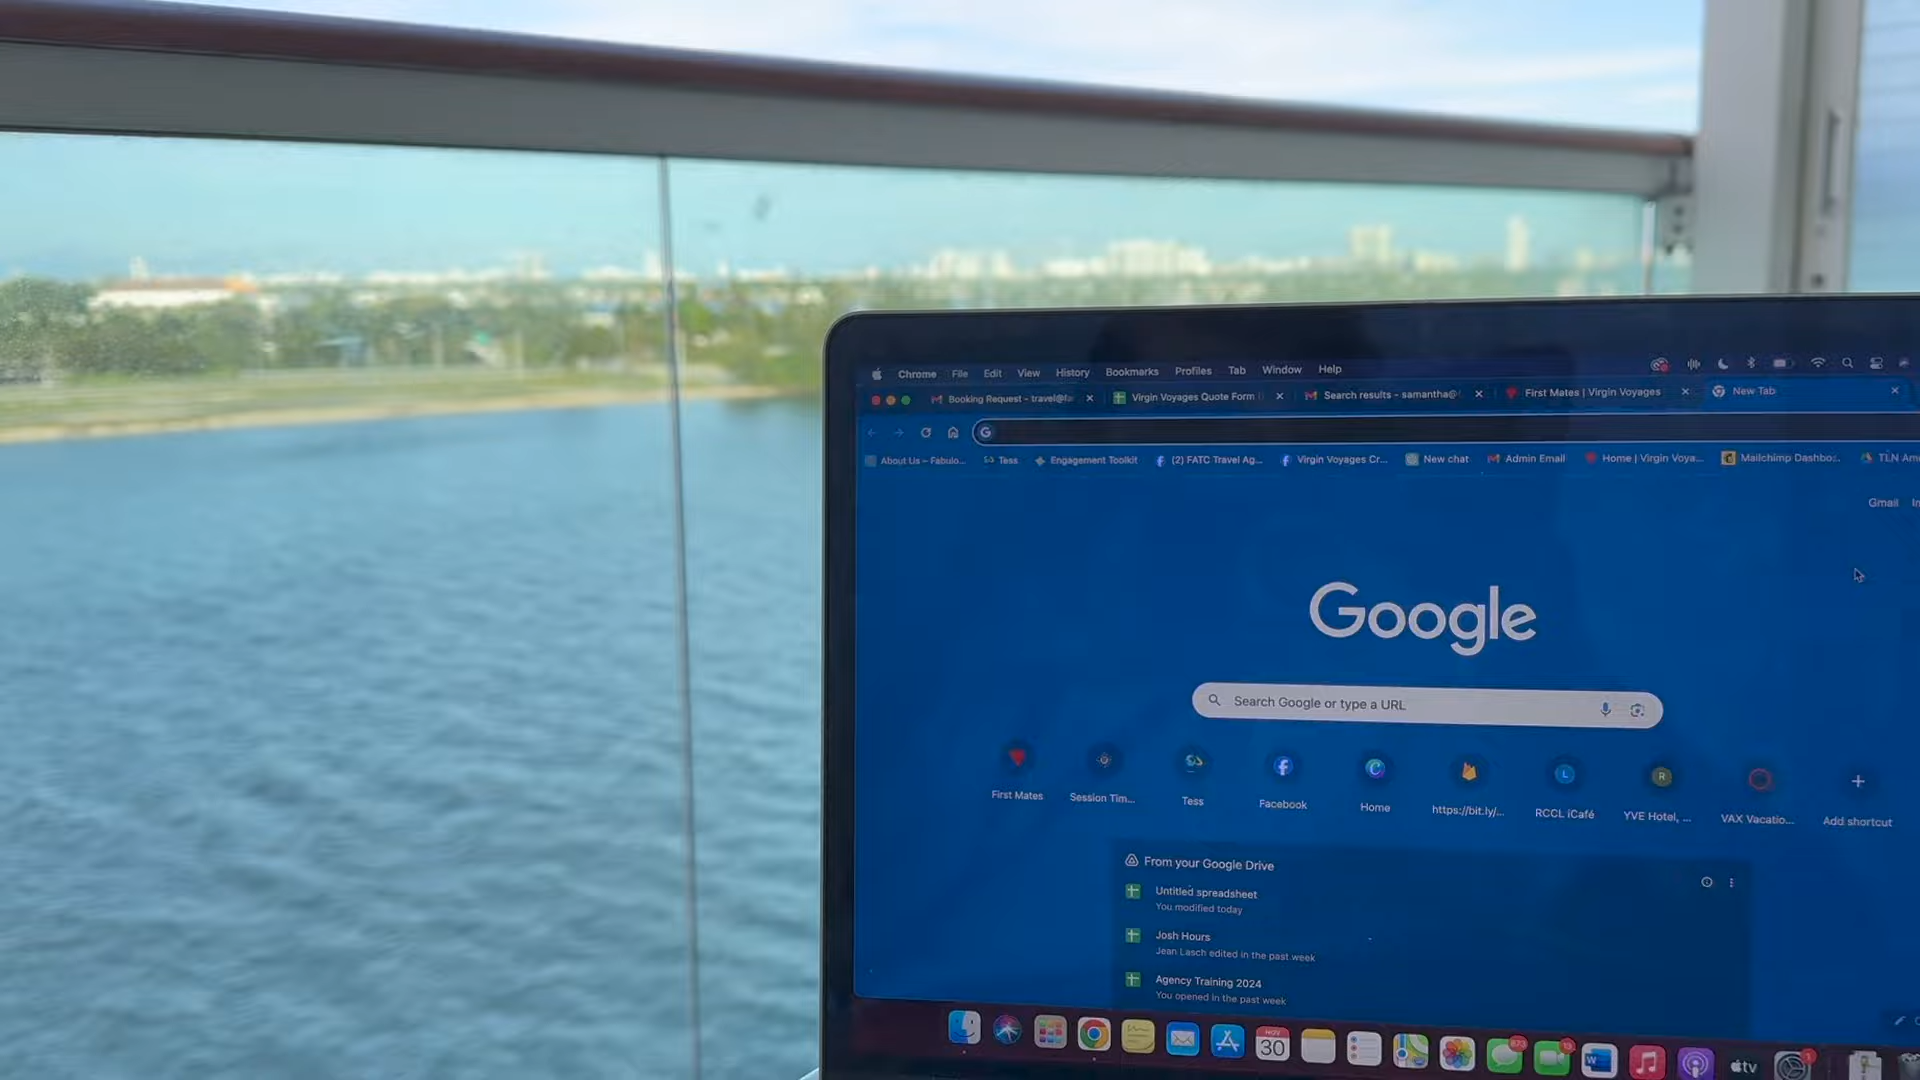 Chrome File Edit View History Bookmarks Profiles Tab Window Help
Booking Request - travel@fa Virgin Voyages Quote Form Search results - samantha@ First Mates | Virgin Voyages New Tab
About Us – Fabulo... Tess Engagement Toolkit (2) FATC Travel Ag... Virgin Voyages Cr... New chat Admin Email Home | Virgin Voya... Mailchimp Dashbo... TLN Am
Gmail
Google
Search Google or type a URL
First Mates Session Tim... Tess Facebook Home https://bit.ly/... RCCL iCafé YVE Hotel, ... VAX Vacatio... Add shortcut
From your Google Drive
Untitled spreadsheet
You modified today
Josh Hours
Jean Lasch edited in the past week
Agency Training 2024
You opened in the past week
NOV
30
tv